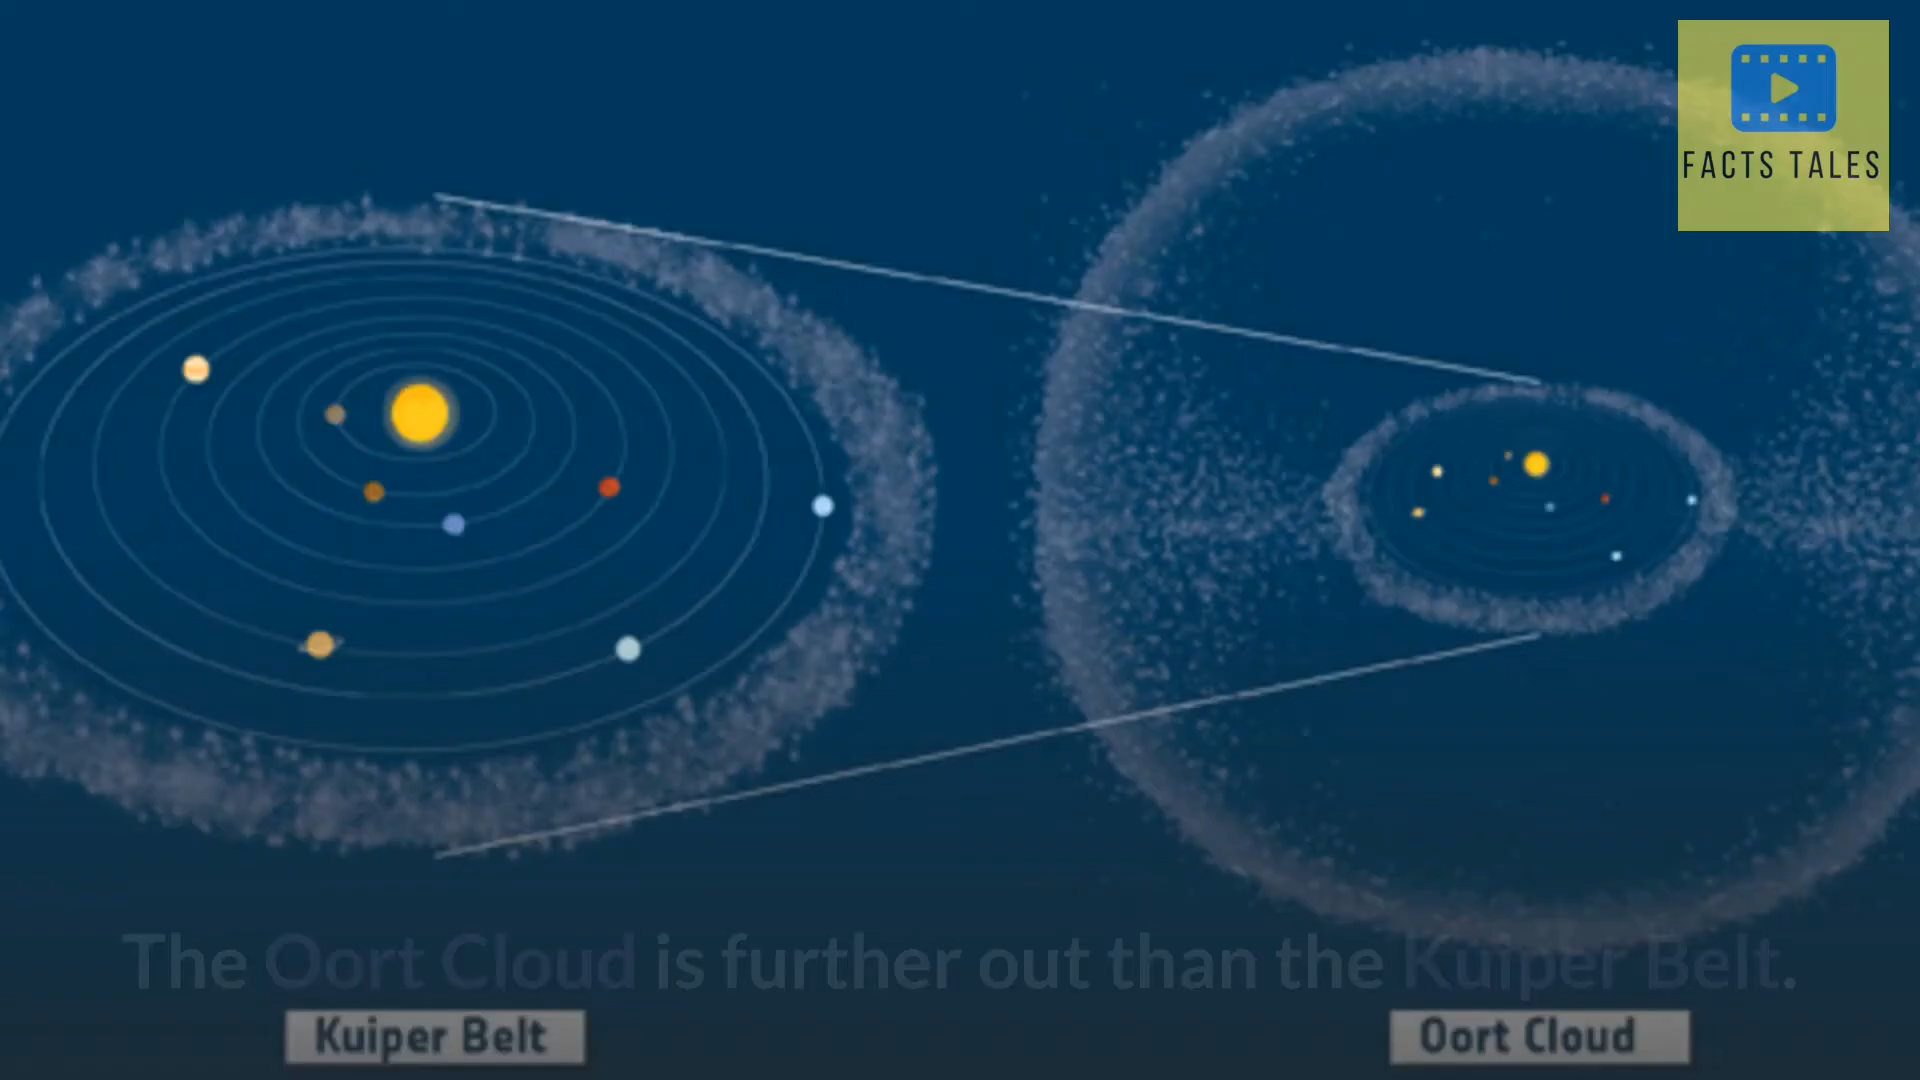 FACTS TALES
The Oort Cloud is further out than the Kuiper Belt.
Kuiper Belt
Oort Cloud